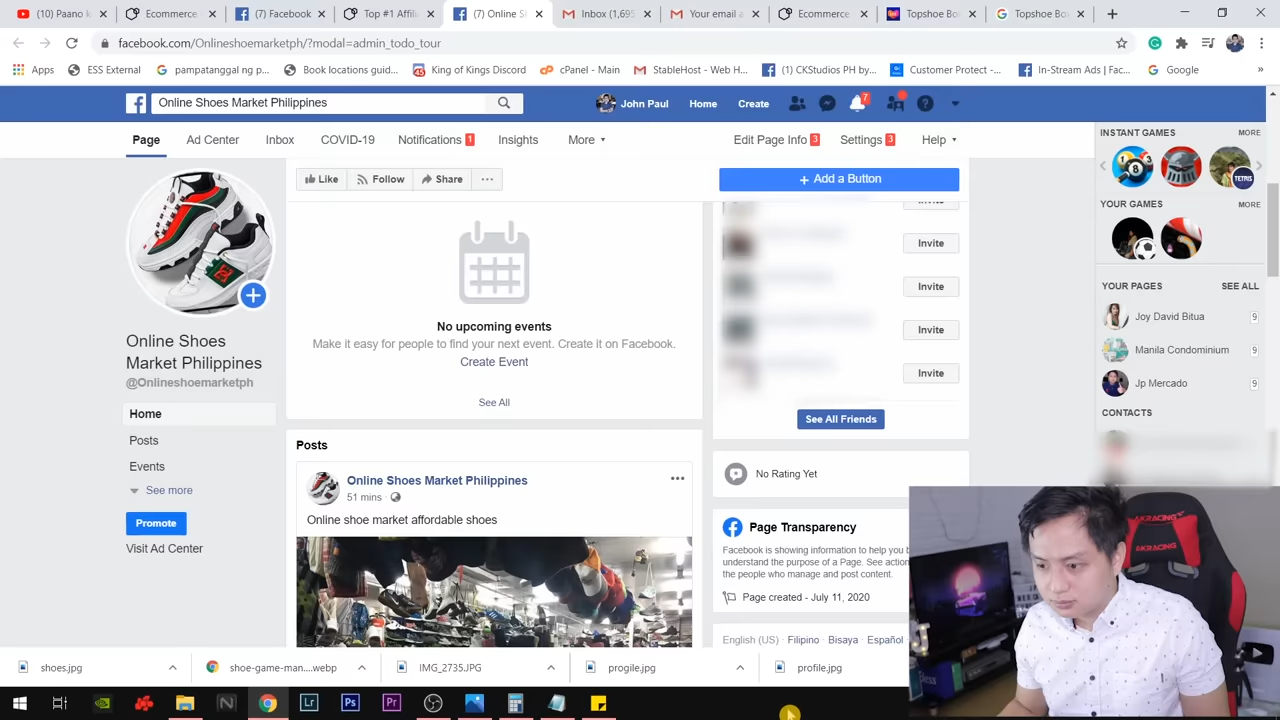 (10) Paano k
Ecommerce
(7) Facebook
Top #1 Affili
(7) Online S
Inbox (1,695
Your email a
Ecommerce
Topshoe Bo
Topshoe Box
facebook.com/Onlineshoemarketph/?modal=admin_todo_tour
Apps
ESS External
pampatanggal ng p...
Book locations guid...
King of Kings Discord
cPanel - Main
StableHost - Web H...
(1) CKStudios PH by...
Customer Protect -...
In-Stream Ads | Fac...
Google
Online Shoes Market Philippines
John Paul
Home
Create
7
Page
Ad Center
Inbox
COVID-19
Notifications 1
Insights
More
Edit Page Info 3
Settings 3
Help
Like
Follow
Share
+ Add a Button
Online Shoes
Market Philippines
@Onlineshoemarketph
Home
Posts
Events
See more
Promote
Visit Ad Center
No upcoming events
Make it easy for people to find your next event. Create it on Facebook.
Create Event
See All
Posts
Online Shoes Market Philippines
51 mins
Online shoe market affordable shoes
Invite
Invite
Invite
Invite
Invite
See All Friends
No Rating Yet
Page Transparency
Facebook is showing information to help you b
understand the purpose of a Page. See action
the people who manage and post content.
Page created - July 11, 2020
English (US) · Filipino · Bisaya · Español
INSTANT GAMES
MORE
TETRIS
YOUR GAMES
MORE
YOUR PAGES
SEE ALL
Joy David Bitua
9
Manila Condominium
9
Jp Mercado
9
CONTACTS
AKRACING
AKRACING
shoes.jpg
shoe-game-man....webp
IMG_2735.JPG
progile.jpg
profile.jpg